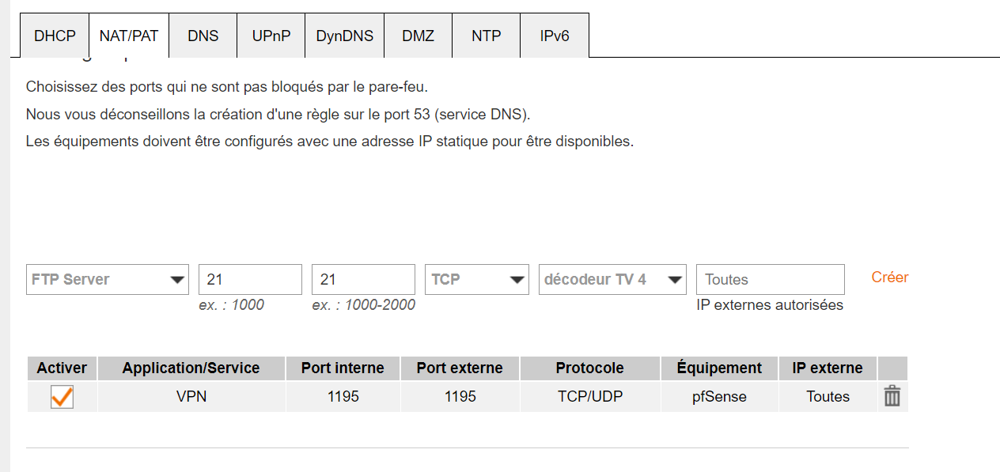 DHCP NAT/PAT DNS UPnP DynDNS DMZ NTP IPv6
Choisissez des ports qui ne sont pas bloqués par le pare-feu.
Nous vous déconseillons la création d'une règle sur le port 53 (service DNS).
Les équipements doivent être configurés avec une adresse IP statique pour être disponibles.
FTP Server 21 21 TCP décodeur TV 4 Toutes Créer
ex. : 1000 ex. : 1000-2000 IP externes autorisées
Activer Application/Service Port interne Port externe Protocole Équipement IP externe
VPN 1195 1195 TCP/UDP pfSense Toutes